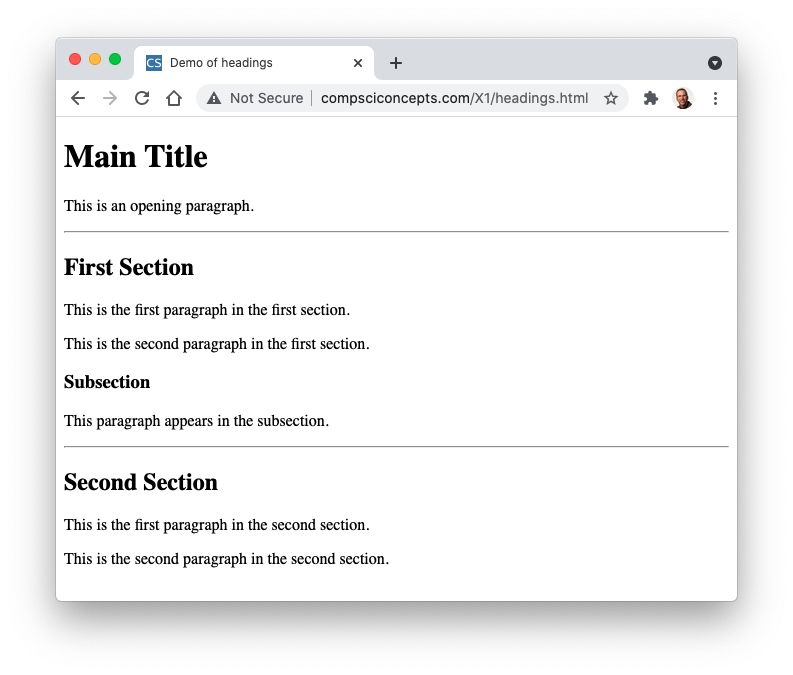 CS Demo of headings
Not Secure compsciconcepts.com/X1/headings.html
Main Title
This is an opening paragraph.
First Section
This is the first paragraph in the first section.
This is the second paragraph in the first section.
Subsection
This paragraph appears in the subsection.
Second Section
This is the first paragraph in the second section.
This is the second paragraph in the second section.